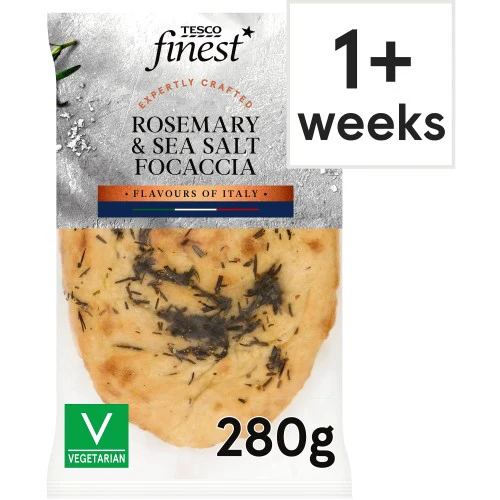 TESCO
finest*
EXPERTLY CRAFTED
ROSEMARY
& SEA SALT
FOCACCIA
• FLAVOURS OF ITALY •
1+
weeks
V
VEGETARIAN
280g